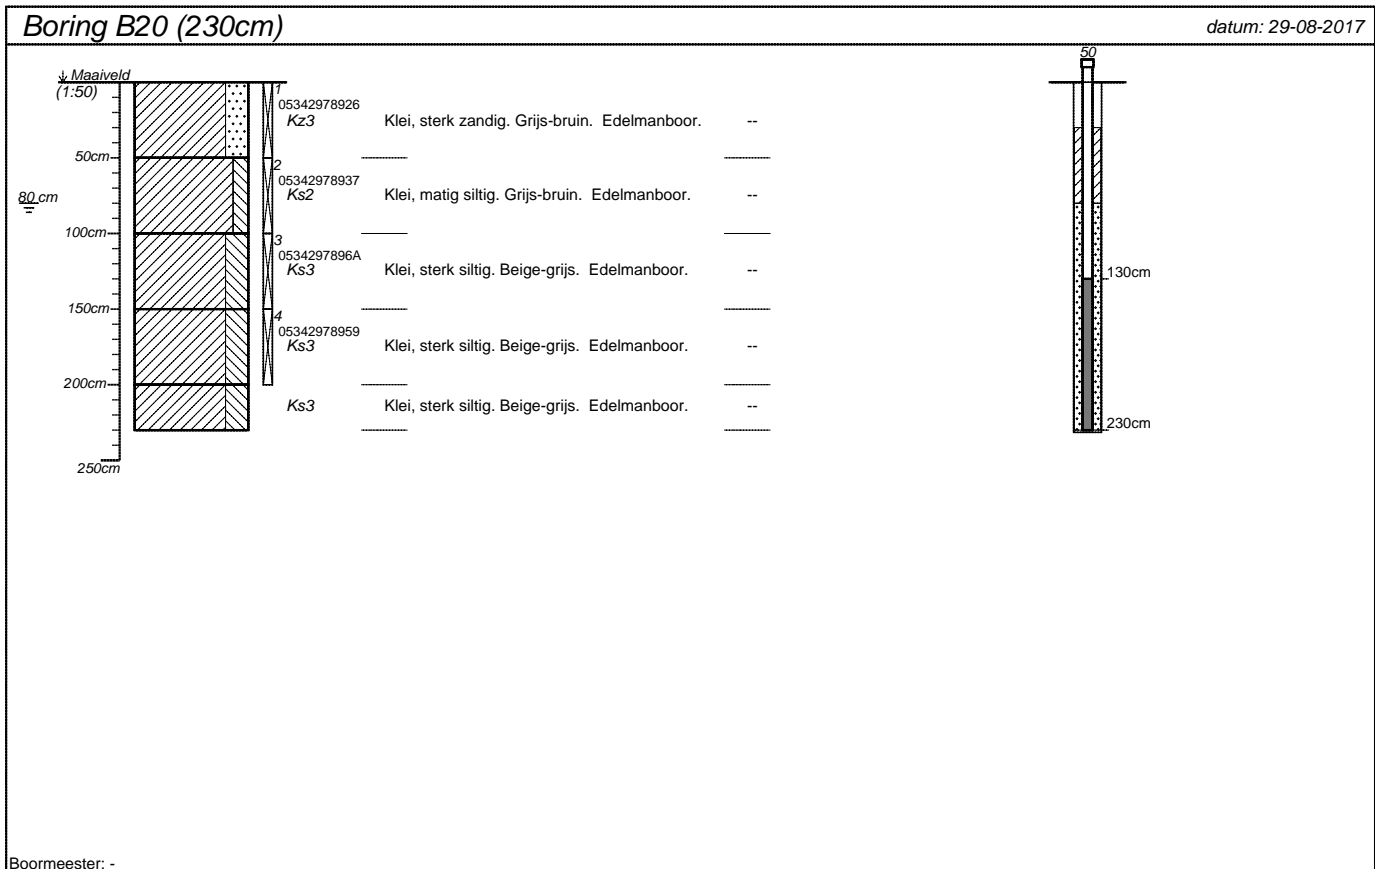 Boring B20 (230cm)
datum: 29-08-2017
50
Maaiveld
(1:50)
1
05342978926
Kz3 Klei, sterk zandig. Grijs-bruin. Edelmanboor. --
50cm
2
05342978937
80 cm
Ks2 Klei, matig siltig. Grijs-bruin. Edelmanboor. --
100cm
3
0534297896A
Ks3 Klei, sterk siltig. Beige-grijs. Edelmanboor. --
130cm
150cm
4
05342978959
Ks3 Klei, sterk siltig. Beige-grijs. Edelmanboor. --
200cm
Ks3 Klei, sterk siltig. Beige-grijs. Edelmanboor. --
230cm
250cm
Boormeester: -